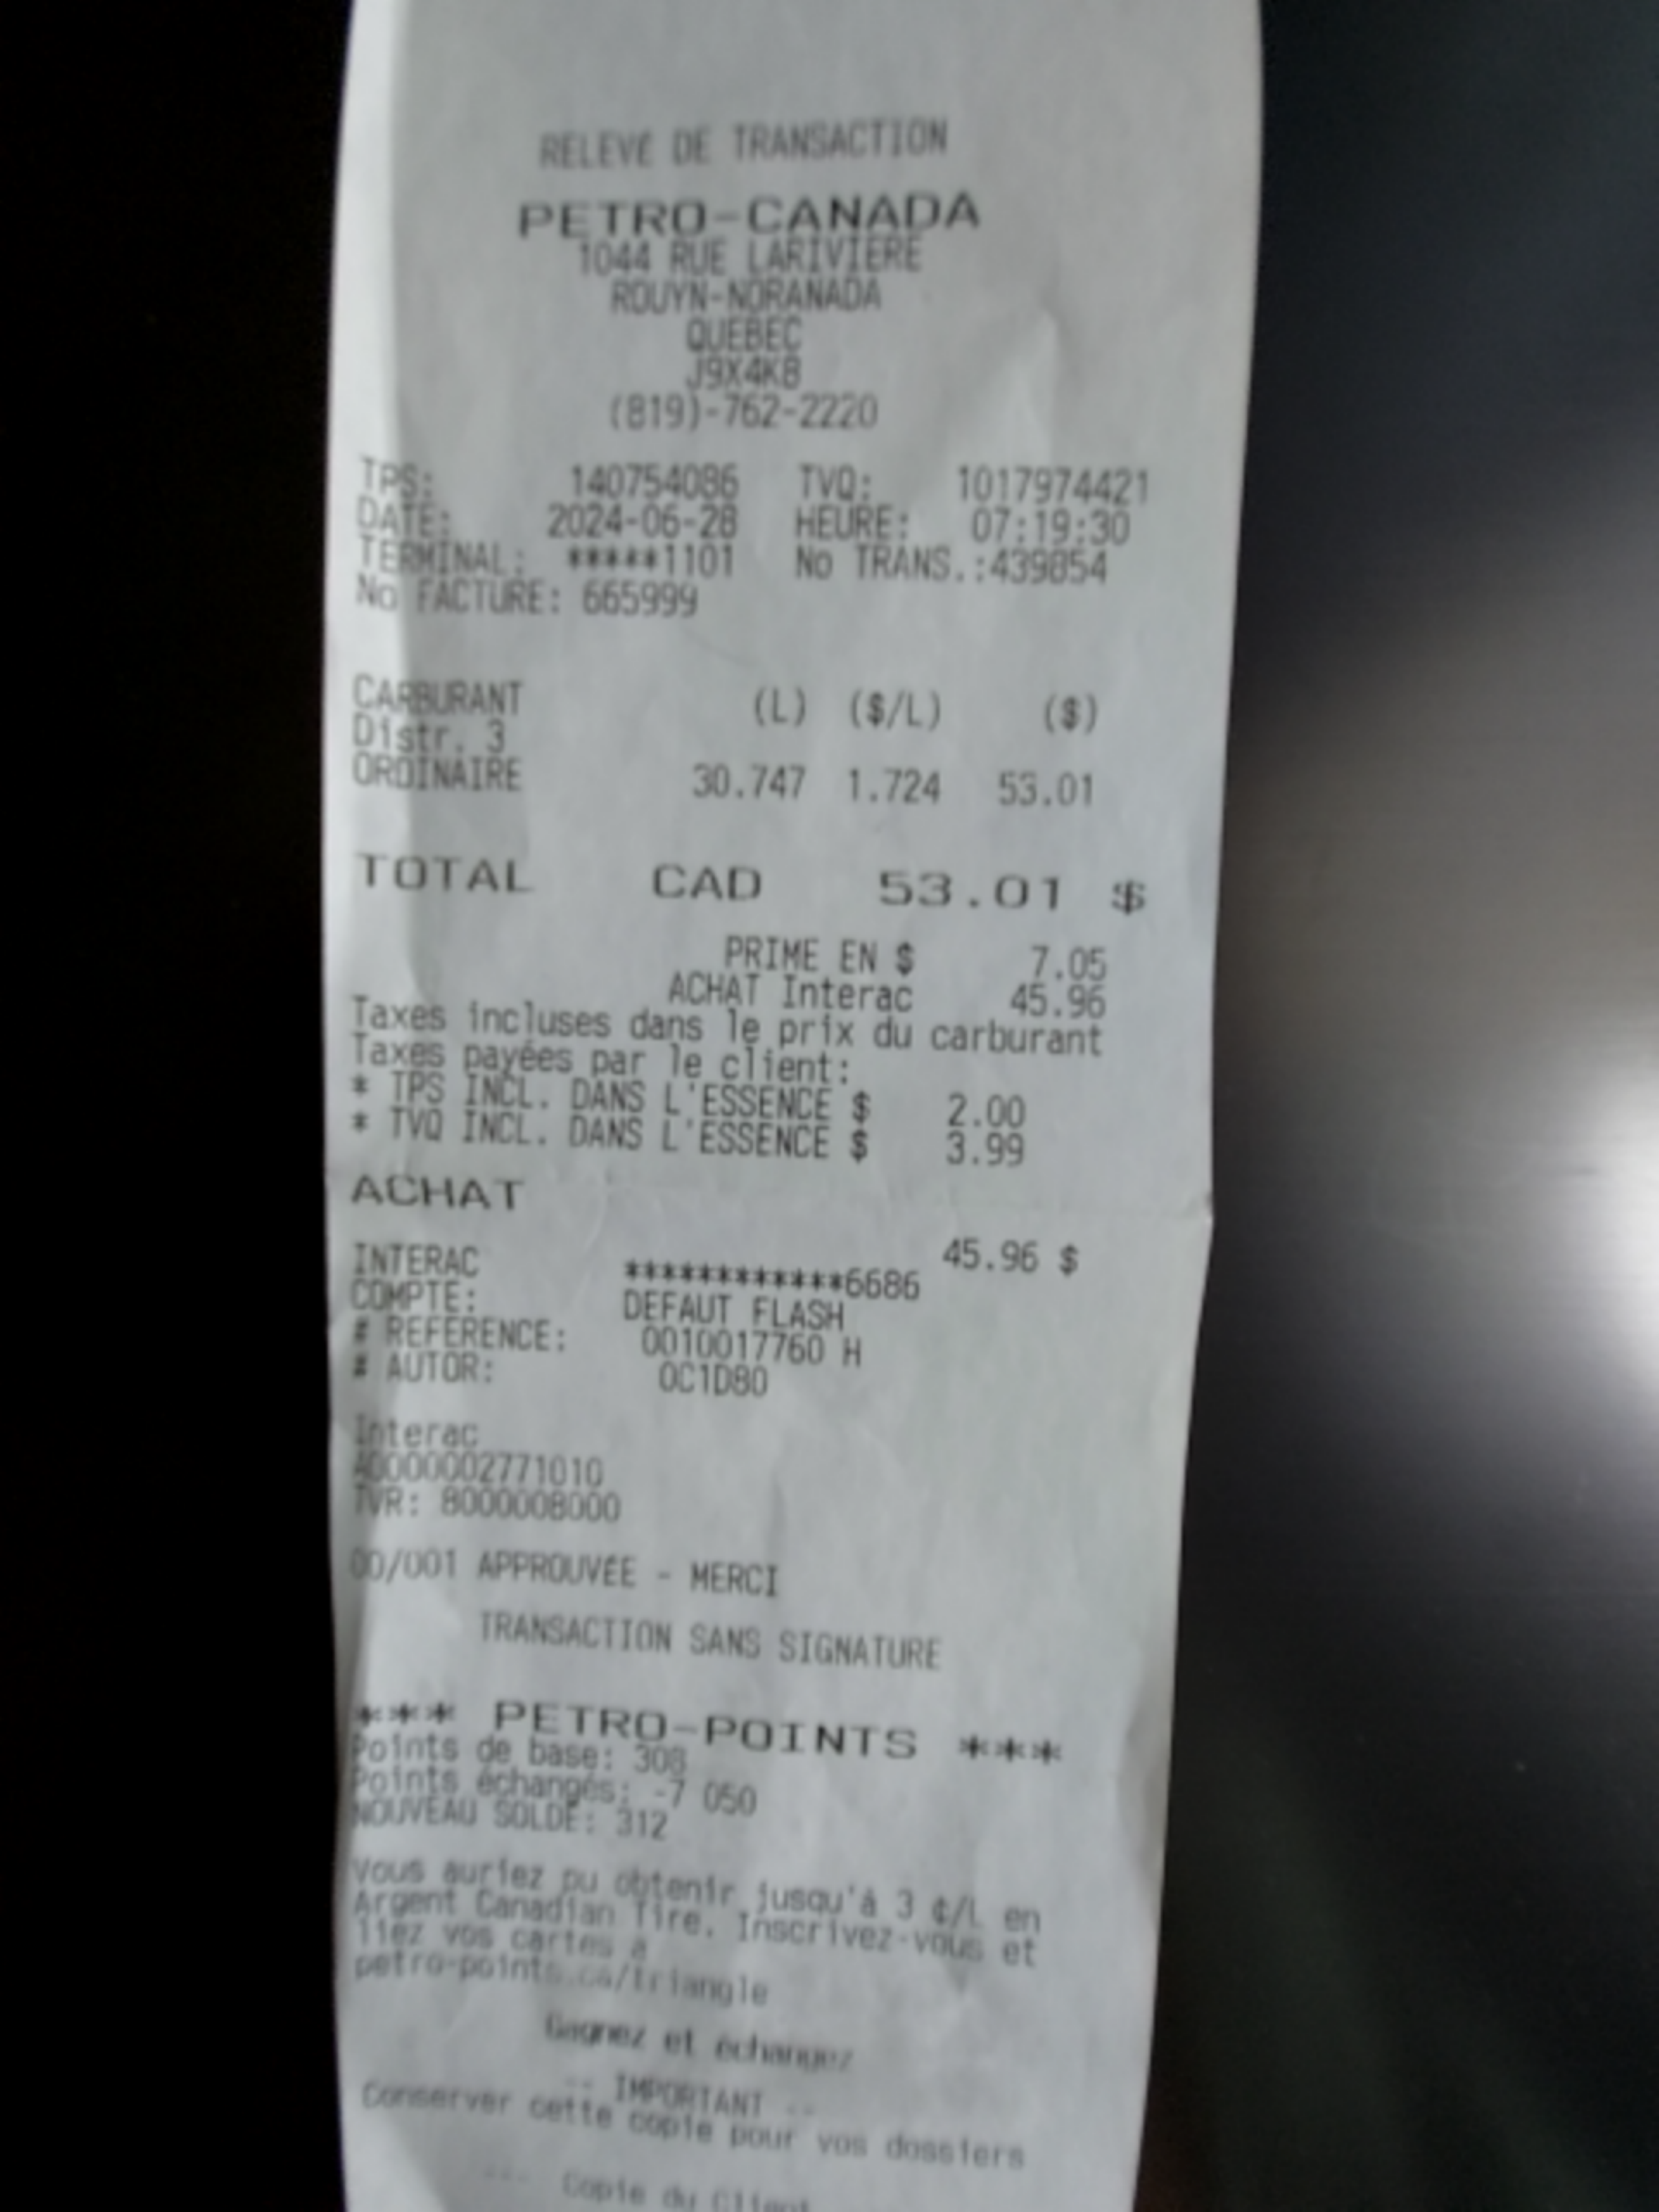 RELEVÉ DE TRANSACTION
PETRO-CANADA
1044 RUE LARIVIERE
ROUYN-NORANADA
QUEBEC
J9X4K8
(819)-762-2220
TPS: 140754086 TVQ: 1017974421
DATE: 2024-06-28 HEURE: 07:19:30
TERMINAL: *****1101 No TRANS.:439854
No FACTURE: 665999
CARBURANT (L) ($/L) ($)
Distr. 3
ORDINAIRE 30.747 1.724 53.01
TOTAL CAD 53.01 $
PRIME EN $ 7.05
ACHAT Interac 45.96
Taxes incluses dans le prix du carburant
Taxes payées par le client:
* TPS INCL. DANS L'ESSENCE $ 2.00
* TVQ INCL. DANS L'ESSENCE $ 3.99
ACHAT
45.96 $
INTERAC ************6686
COMPTE: DEFAUT FLASH
# REFERENCE: 0010017760 H
# AUTOR: 0C1D80
Interac
A0000002771010
TVR: 8000008000
00/001 APPROUVÉE - MERCI
TRANSACTION SANS SIGNATURE
*** PETRO-POINTS ***
Points de base: 308
Points échangés: -7 050
NOUVEAU SOLDE: 312
Vous auriez pu obtenir jusqu'à 3 ¢/L en
Argent Canadian Tire. Inscrivez-vous et
liez vos cartes à
petro-points.ca/triangle
Gagnez et échangez
-- IMPORTANT --
Conserver cette copie pour vos dossiers
--- Copie du Client